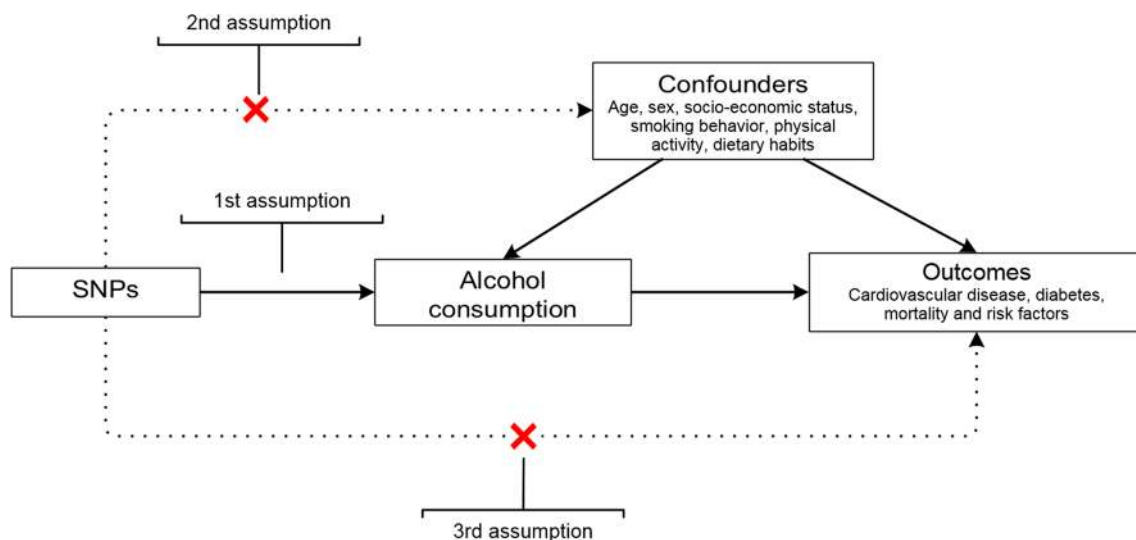 2nd assumption
Confounders
Age, sex, socio-economic status,
smoking behavior, physical
activity, dietary habits
1st assumption
SNPs
Alcohol
consumption
Outcomes
Cardiovascular disease, diabetes,
mortality and risk factors
3rd assumption